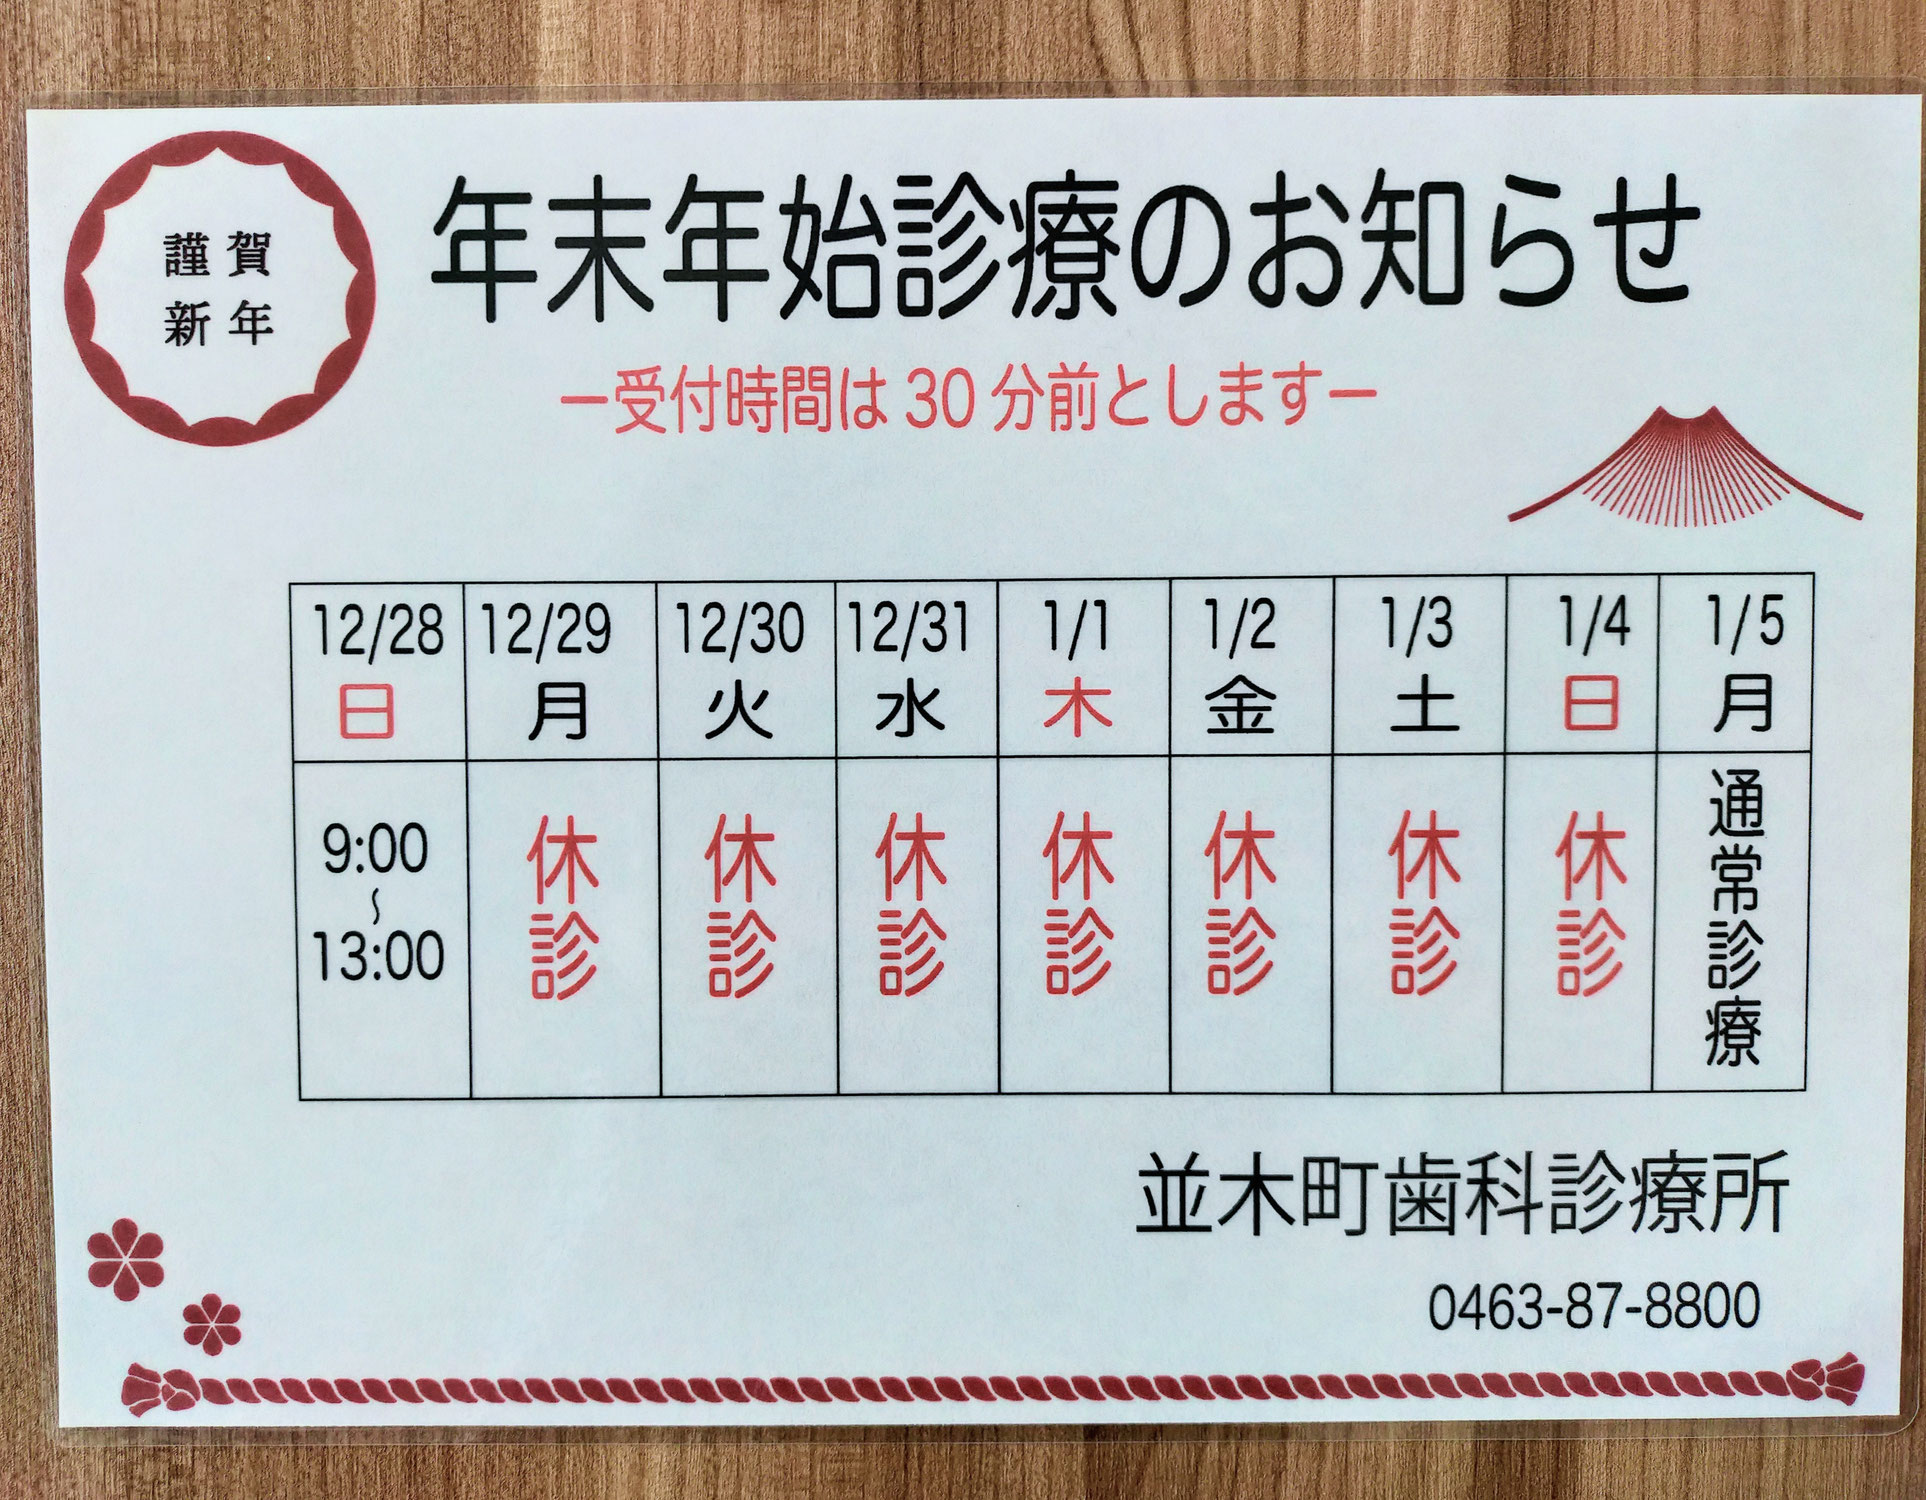 謹賀
新年
年末年始診療のお知らせ
ー受付時間は30分前としますー
12/28 12/29 12/30 12/31 1/1 1/2 1/3 1/4 1/5
日 月 火 水 木 金 土 日 月
9:00〜13:00 休診 休診 休診 休診 休診 休診 休診 通常診療
並木町歯科診療所
0463-87-8800